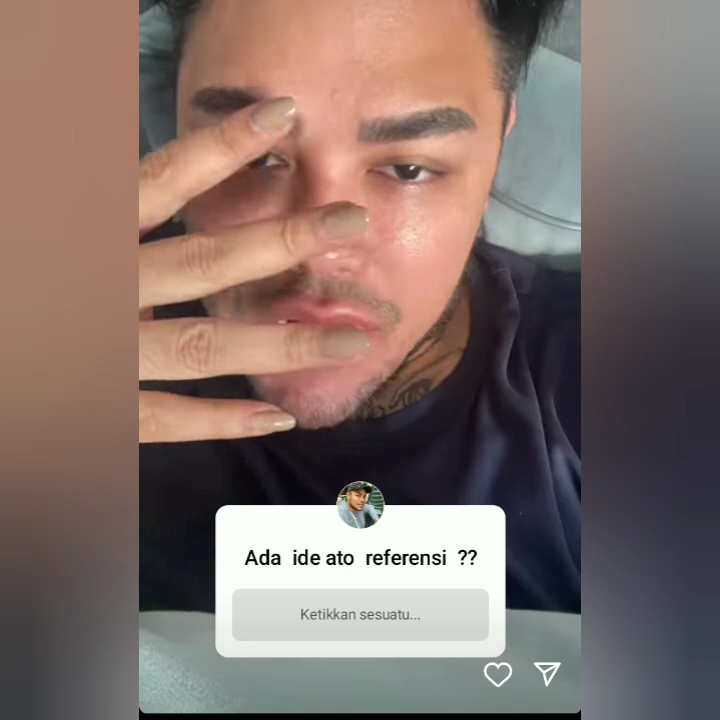 Ada ide ato referensi ??
Ketikkan sesuatu...